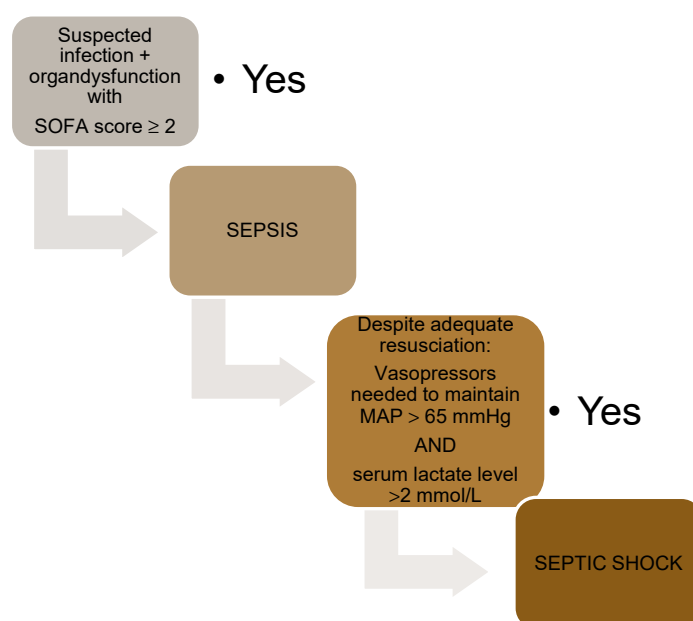 Suspected
infection +
organdysfunction
with
SOFA score ≥ 2
• Yes
SEPSIS
Despite adequate
resusciation:
Vasopressors
needed to maintain
MAP > 65 mmHg
AND
serum lactate level
>2 mmol/L
• Yes
SEPTIC SHOCK